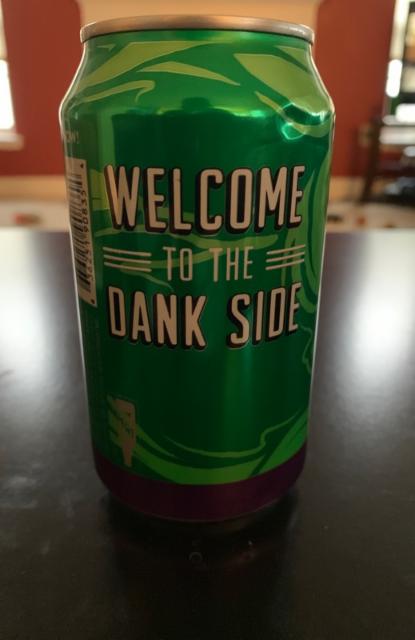 WELCOME
TO THE
DANK SIDE